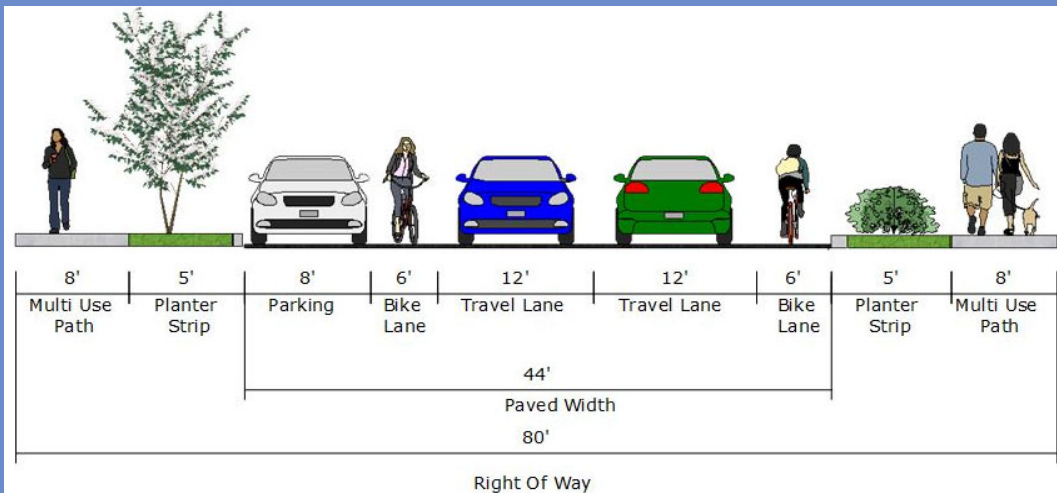 8' 5' 8' 6' 12' 12' 6' 5' 8'
Multi Use Planter Parking Bike Travel Lane Travel Lane Bike Planter Multi Use
Path Strip Lane Lane Strip Path
44'
Paved Width
80'
Right Of Way